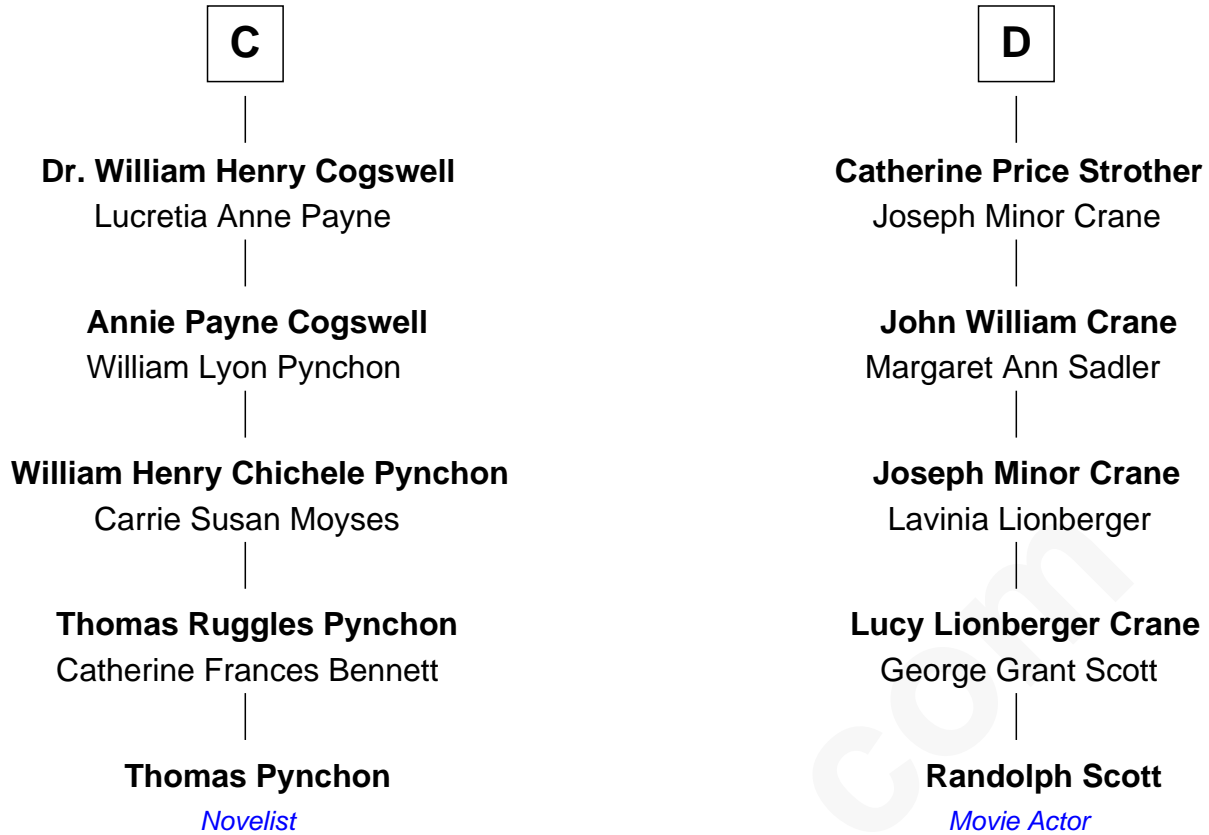 C
Dr. William Henry Cogswell
Lucretia Anne Payne
Annie Payne Cogswell
William Lyon Pynchon
William Henry Chichele Pynchon
Carrie Susan Moyses
Thomas Ruggles Pynchon
Catherine Frances Bennett
Thomas Pynchon
Novelist
D
Catherine Price Strother
Joseph Minor Crane
John William Crane
Margaret Ann Sadler
Joseph Minor Crane
Lavinia Lionberger
Lucy Lionberger Crane
George Grant Scott
Randolph Scott
Movie Actor
com